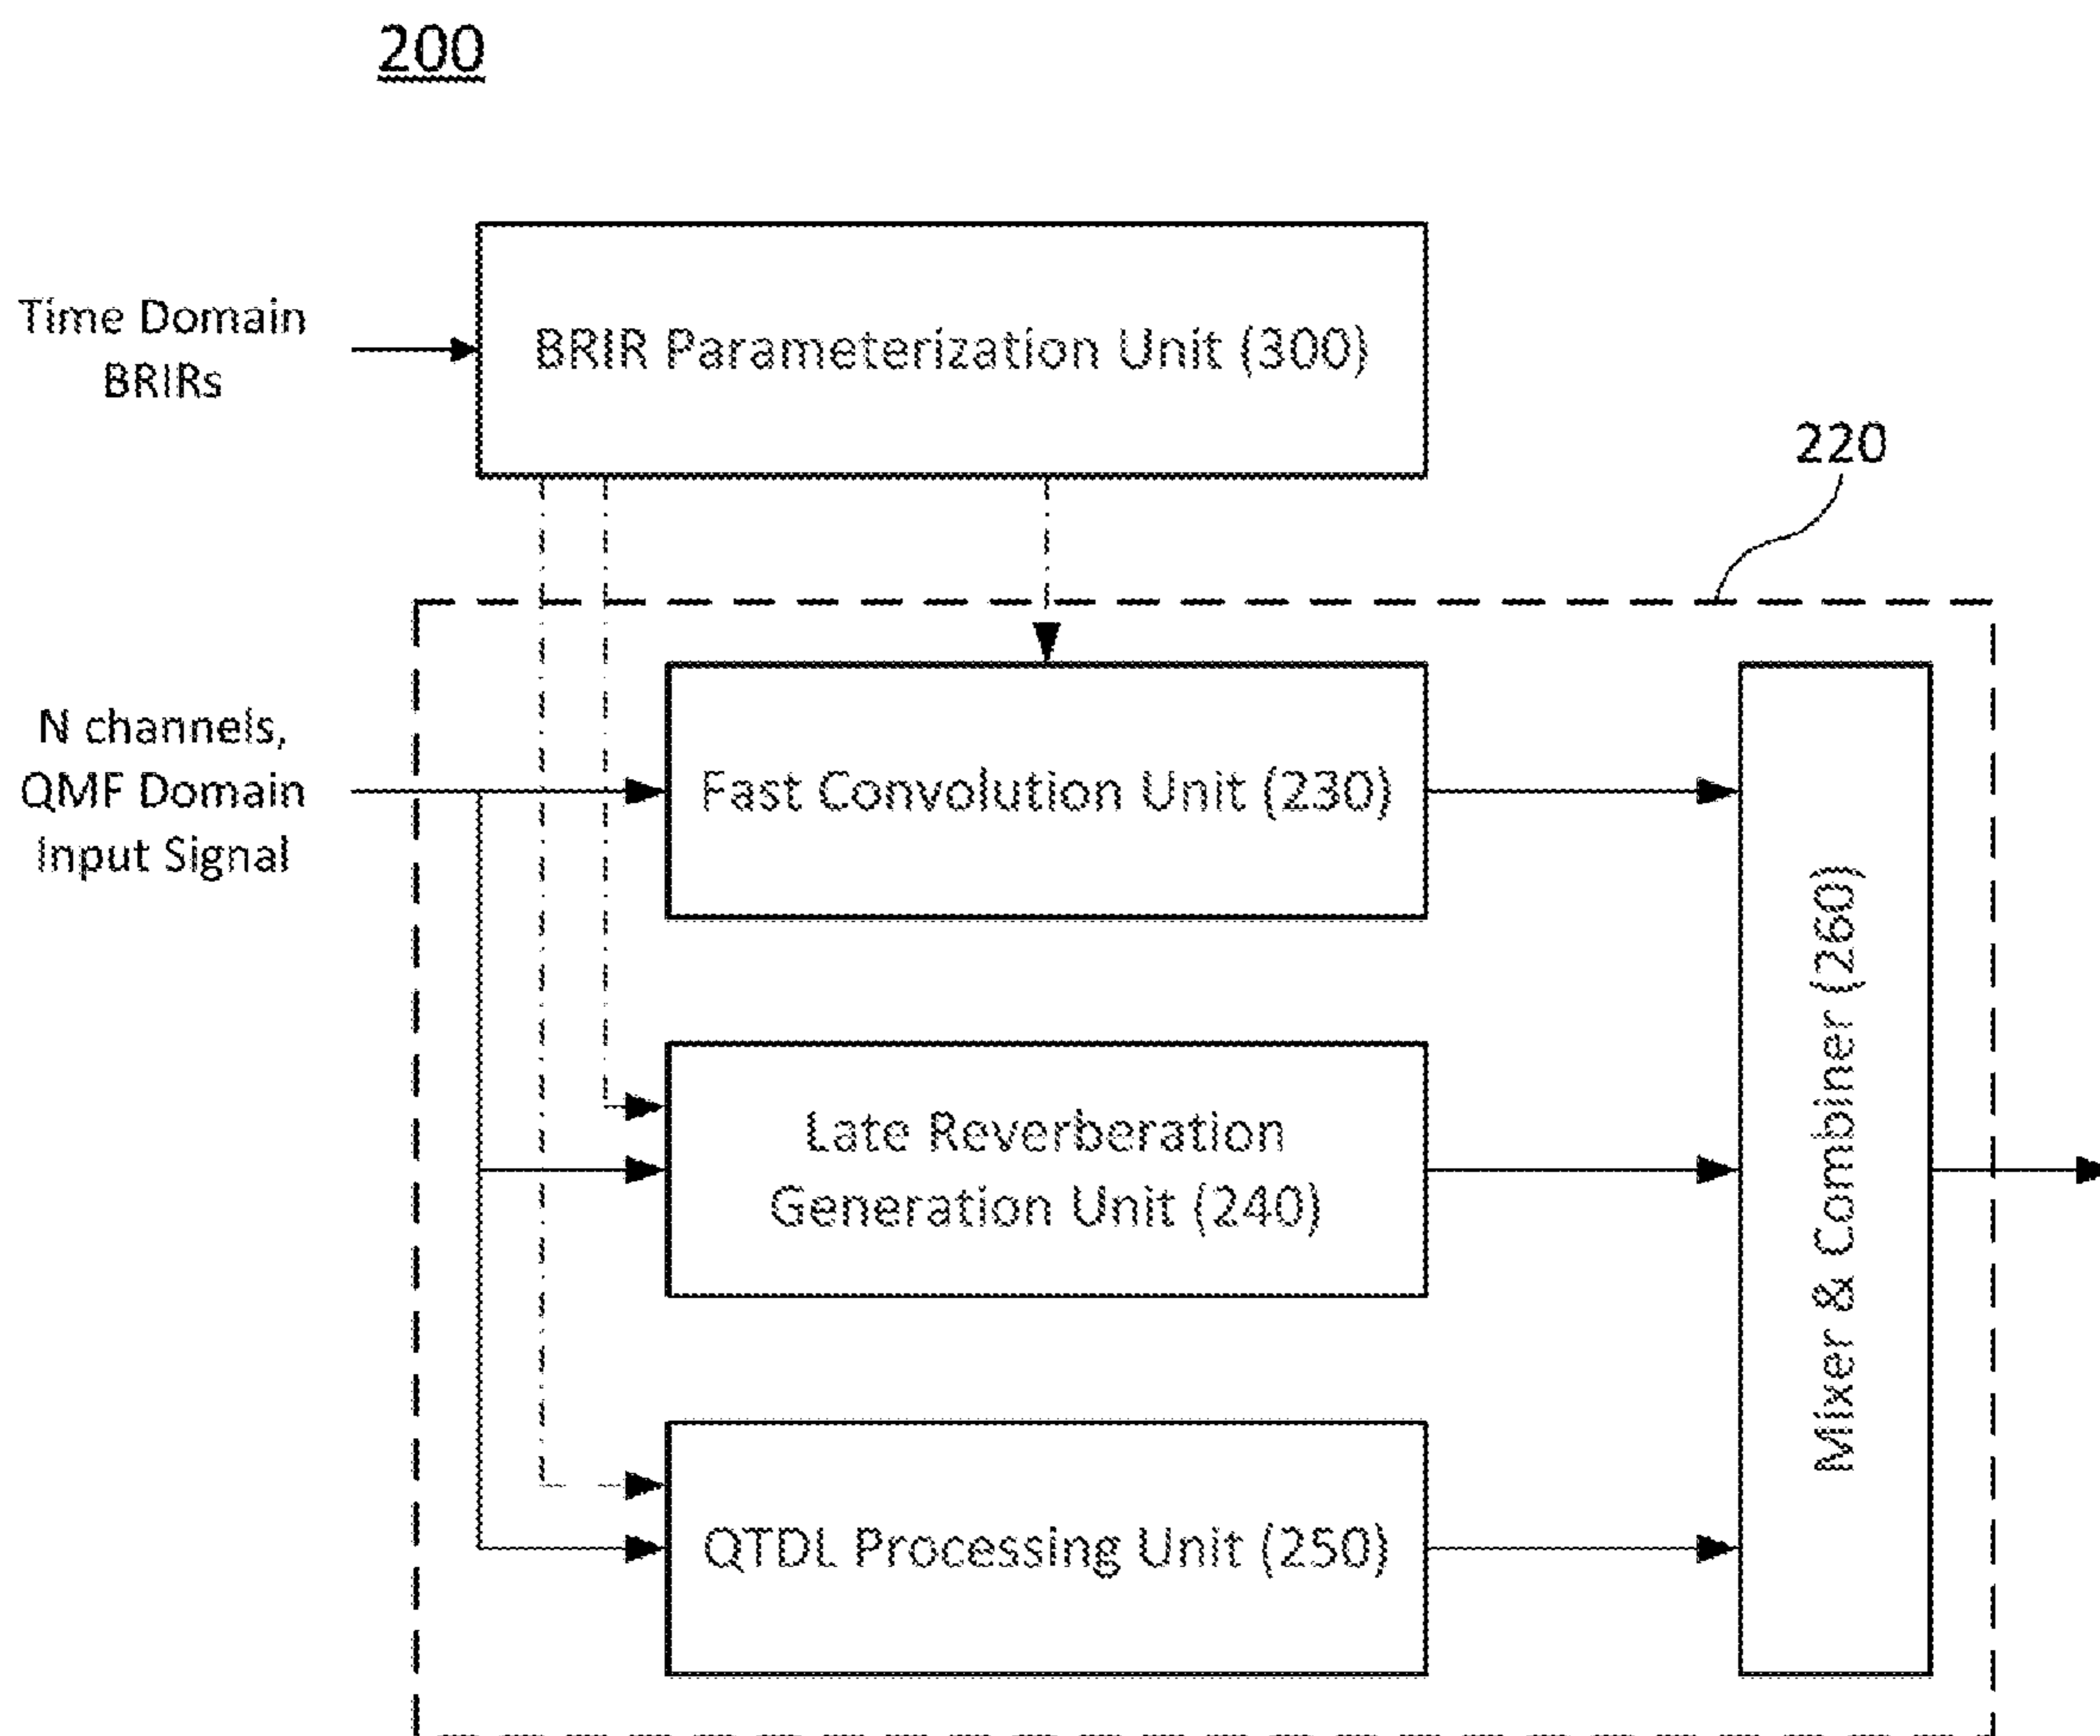 200
Time Domain
BRIRs
BRIR Parameterization Unit (300)
220
N channels,
QMF Domain
Input Signal
Fast Convolution Unit (230)
Late Reverberation
Generation Unit (240)
QTDL Processing Unit (250)
Mixer & Combiner (260)